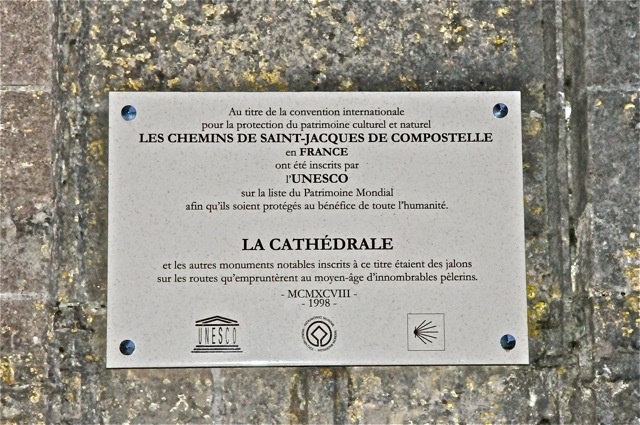 Au titre de la convention internationale
pour la protection du patrimoine culturel et naturel
LES CHEMINS DE SAINT-JACQUES DE COMPOSTELLE
en FRANCE
ont été inscrits par
l'UNESCO
sur la liste du Patrimoine Mondial
afin qu'ils soient protégés au bénéfice de toute l'humanité.
LA CATHÉDRALE
et les autres monuments notables inscrits à ce titre étaient des jalons
sur les routes qu'empruntèrent au moyen-âge d'innombrables pèlerins.
- MCMXCVIII -
- 1998 -
UNESCO